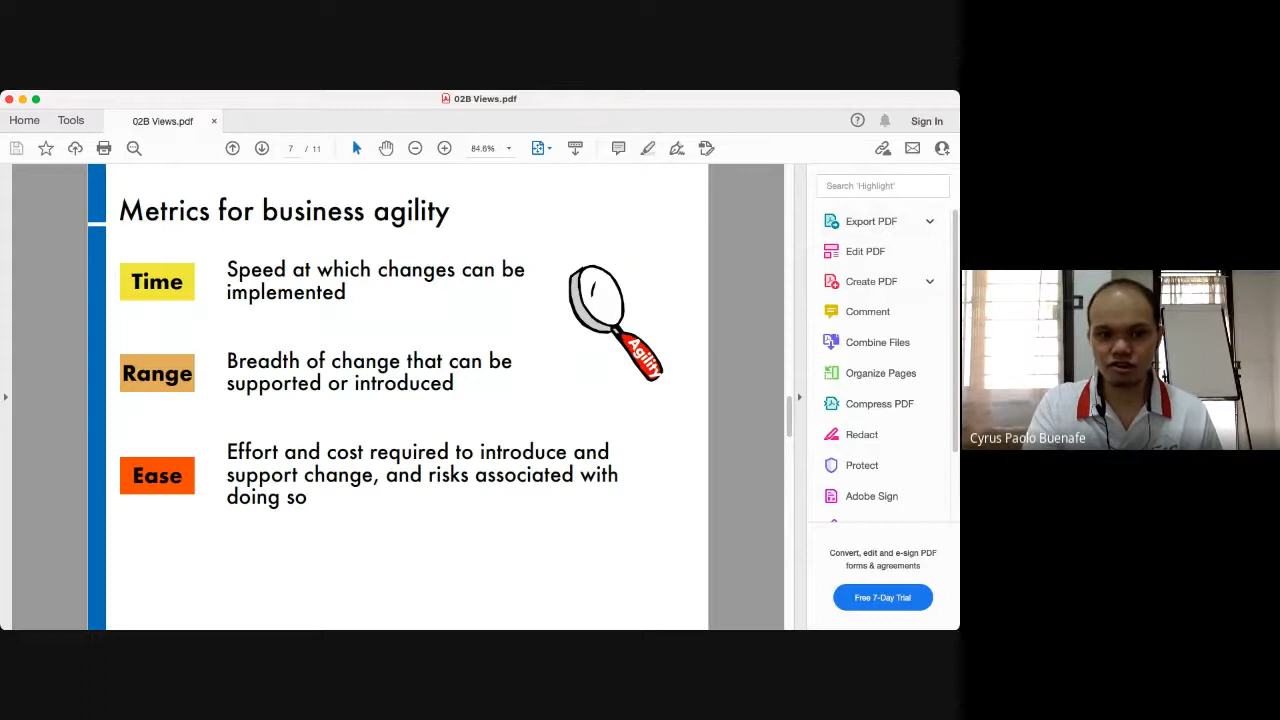 02B Views.pdf
Home
Tools
02B Views.pdf
×
Sign In
7 / 11
84.6%
Metrics for business agility
Time
Speed at which changes can be
implemented
Range
Breadth of change that can be
supported or introduced
Ease
Effort and cost required to introduce and
support change, and risks associated with
doing so
Agility
Search 'Highlight'
Export PDF
Edit PDF
Create PDF
Comment
Combine Files
Organize Pages
Compress PDF
Redact
Protect
Adobe Sign
Convert, edit and e-sign PDF
forms & agreements
Free 7-Day Trial
Cyrus Paolo Buenafe